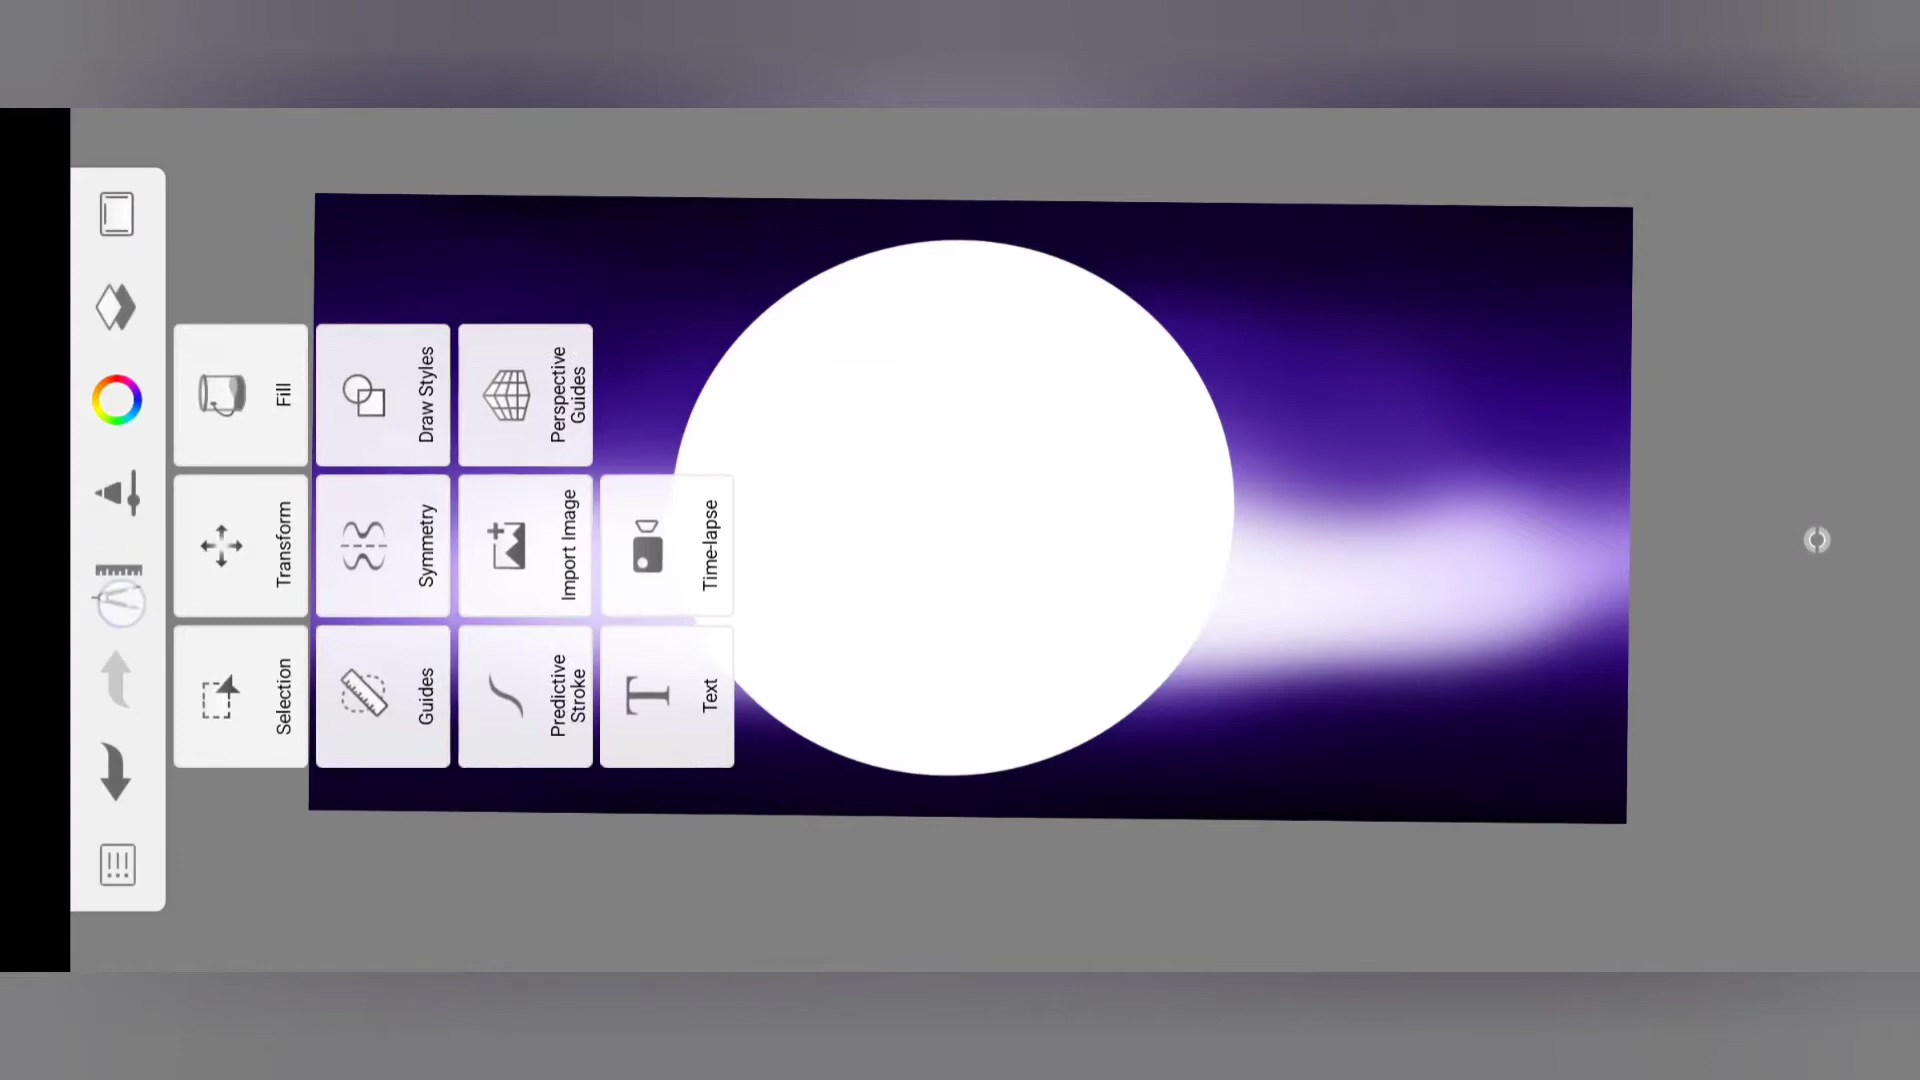 Selection
Transform
Fill
Guides
Symmetry
Draw Styles
Predictive
Stroke
Import Image
Perspective
Guides
Text
Time-lapse